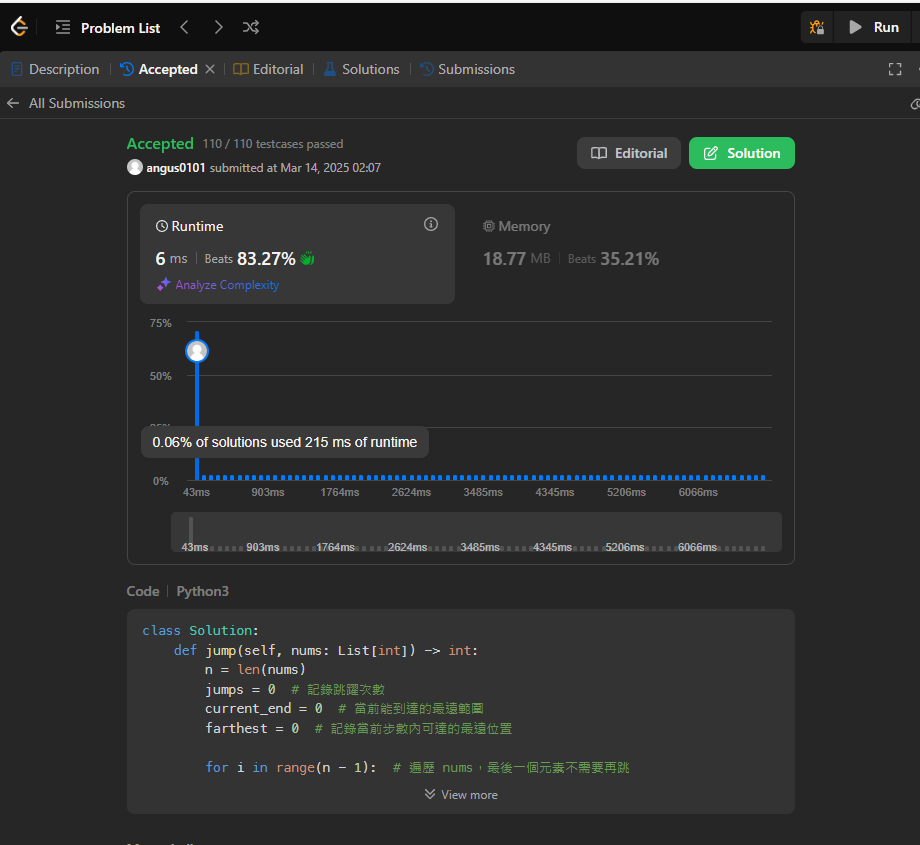 Problem List
Run
Description
Accepted
Editorial
Solutions
Submissions
All Submissions
Accepted 110 / 110 testcases passed
angus0101 submitted at Mar 14, 2025 02:07
Editorial
Solution
Runtime
6 ms Beats 83.27%
Analyze Complexity
Memory
18.77 MB Beats 35.21%
75%
50%
25%
0.06% of solutions used 215 ms of runtime
0%
43ms 903ms 1764ms 2624ms 3485ms 4345ms 5206ms 6066ms
43ms 903ms 1764ms 2624ms 3485ms 4345ms 5206ms 6066ms
Code Python3
class Solution:
def jump(self, nums: List[int]) -> int:
n = len(nums)
jumps = 0 # 記錄跳躍次數
current_end = 0 # 當前能到達的最遠範圍
farthest = 0 # 記錄當前步數內可達的最遠位置
for i in range(n - 1): # 遍歷 nums，最後一個元素不需要再跳
View more